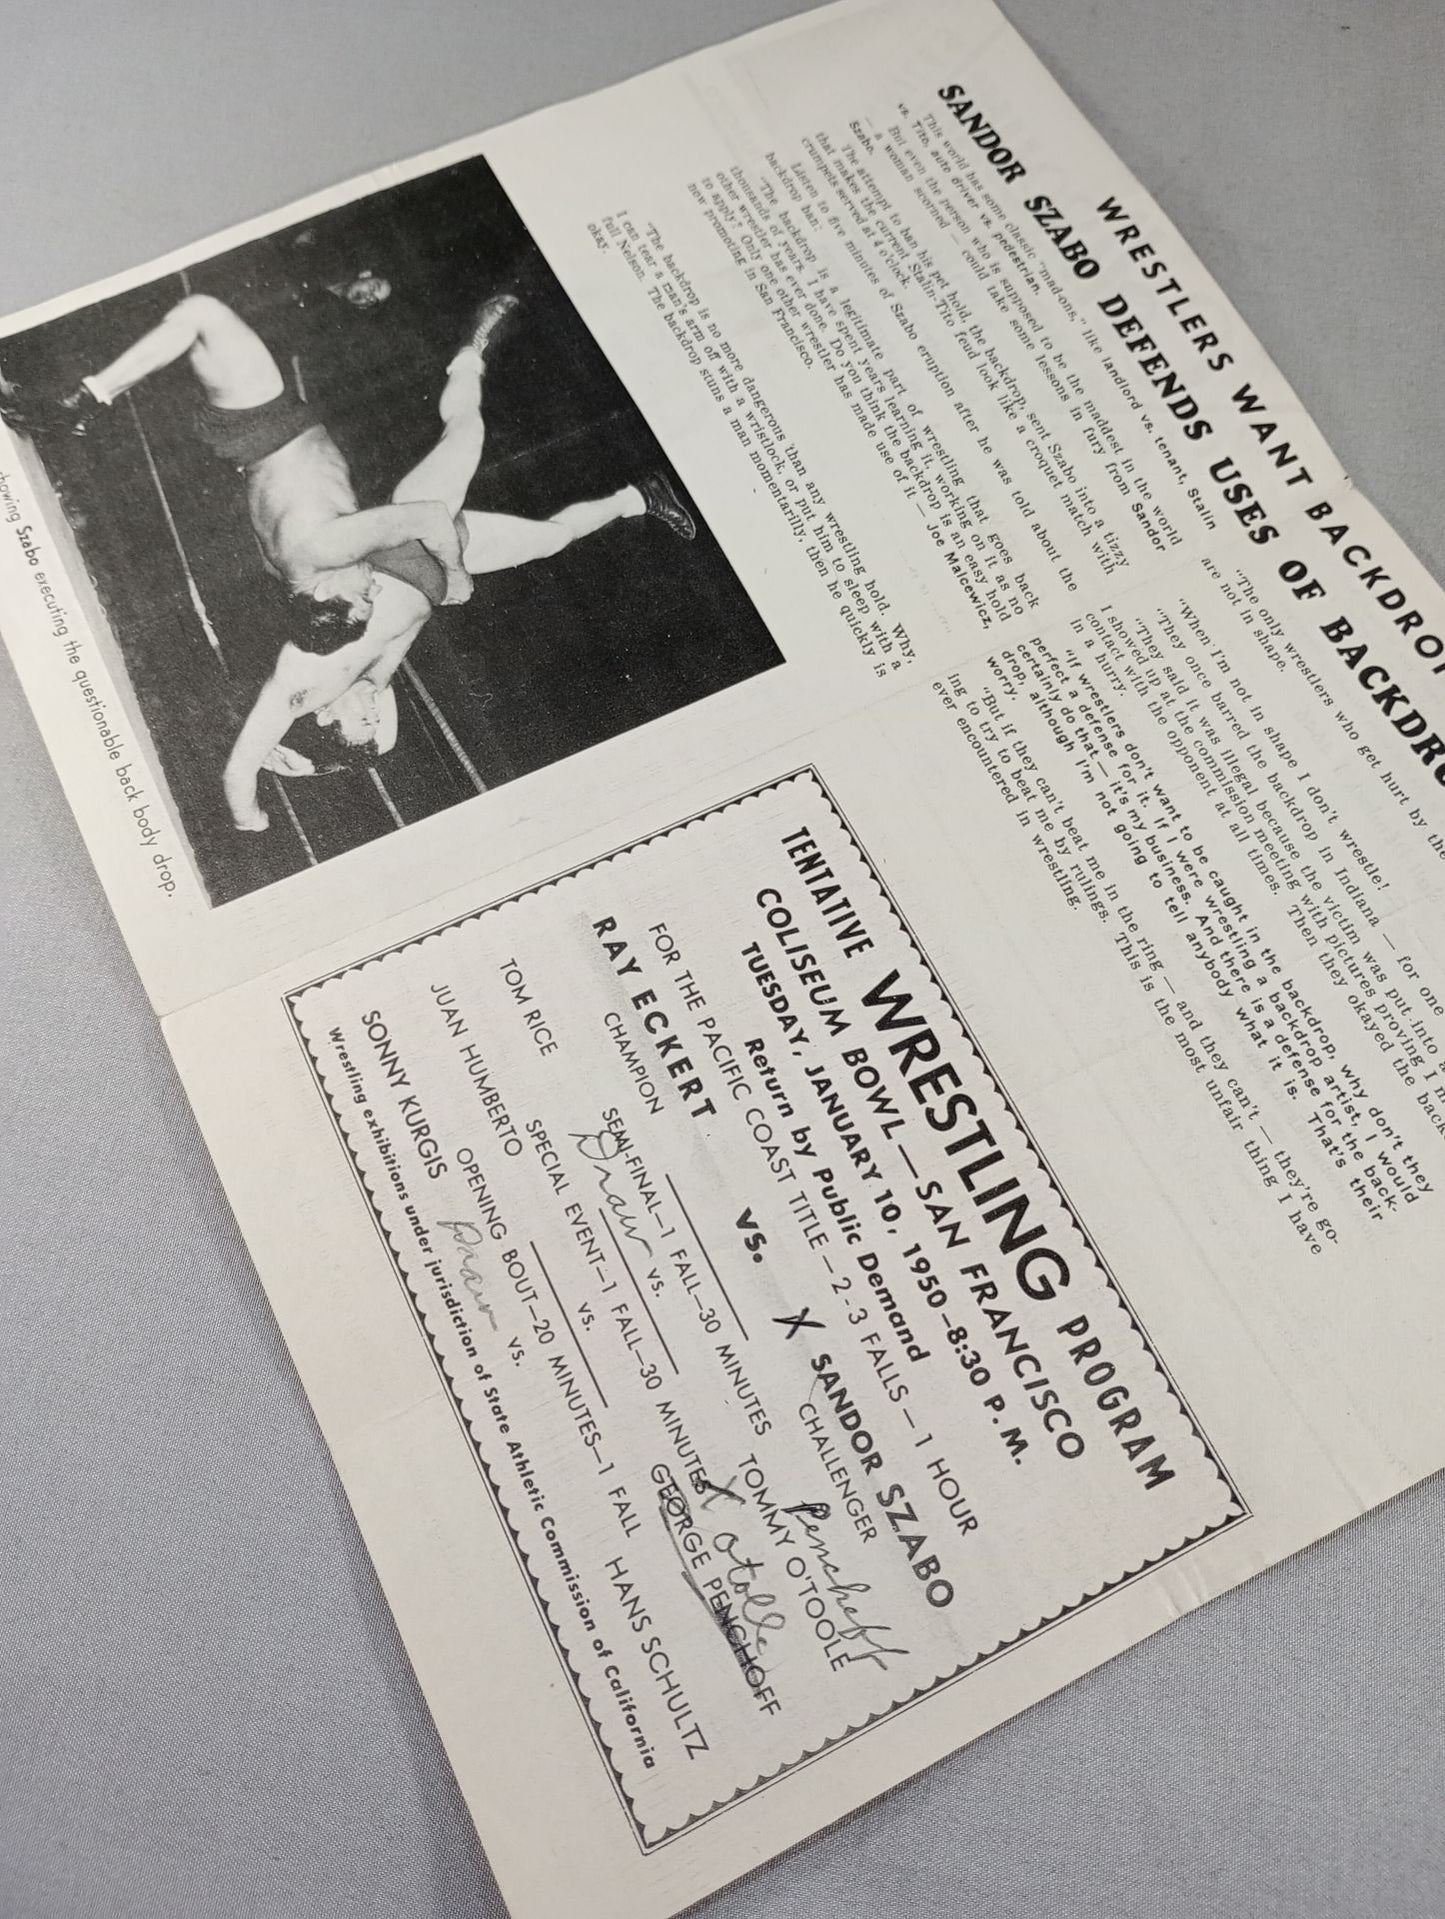 WRESTLERS WANT BACKDROP
SANDOR SZABO DEFENDS USES OF BACKDRO
This world has some classic "mad-ons," like landlord vs. tenant, Stalin
vs. Tito, auto driver vs. pedestrian.
But even the person who is supposed to be the maddest in the world
— a woman scorned — could take some lessons in fury from Sandor
Szabo.
The attempt to ban his pet hold, the backdrop, sent Szabo into a tizzy
that makes the current Stalin-Tito feud look like a croquet match with
crumpets served at 4 o'clock.
Listen to five minutes of Szabo eruption after he was told about the
backdrop ban:
"The backdrop is a legitimate part of wrestling that goes back
thousands of years. I have spent years learning it, working on it as no
other wrestler has ever done. Do you think the backdrop is an easy hold
to apply? Only one other wrestler has made use of it — Joe Malcewicz,
now promoting in San Francisco.
"The backdrop is no more dangerous than any wrestling hold. Why,
I can tear a man's arm off with a wristlock, or put him to sleep with a
full Nelson. The backdrop stuns a man momentarily, then he quickly is
okay.
"The only wrestlers who get hurt by the
are not in shape.
"When I'm not in shape I don't wrestle!
"They once barred the backdrop in Indiana — for one
"They said it was illegal because the victim was put into a
I showed up at the commission meeting with pictures proving I m
contact with the opponent at all times. Then they okayed the back
in a hurry.
"If wrestlers don't want to be caught in the backdrop, why don't they
perfect a defense for it. If I were wrestling a backdrop artist, I would
certainly do that — it's my business. And there is a defense for the back-
drop, although I'm not going to tell anybody what it is. That's their
worry.
"But if they can't beat me in the ring — and they can't — they're go-
ing to try to beat me by rulings. This is the most unfair thing I have
ever encountered in wrestling.
howing Szabo executing the questionable back body drop.
TENTATIVE WRESTLING PROGRAM
COLISEUM BOWL—SAN FRANCISCO
TUESDAY, JANUARY 10, 1950—8:30 P. M.
Return by Public Demand
FOR THE PACIFIC COAST TITLE — 2-3 FALLS — 1 HOUR
RAY ECKERT vs. X SANDOR SZABO
CHAMPION CHALLENGER
SEMI-FINAL—1 FALL—30 MINUTES
Pencheff
TOM RICE Draw vs. TOMMY O'TOOLE
SPECIAL EVENT—1 FALL—30 MINUTES
X Otolle
JUAN HUMBERTO vs. GEORGE PENCHOFF
OPENING BOUT—20 MINUTES—1 FALL
SONNY KURGIS Draw vs. HANS SCHULTZ
Wrestling exhibitions under jurisdiction of State Athletic Commission of California